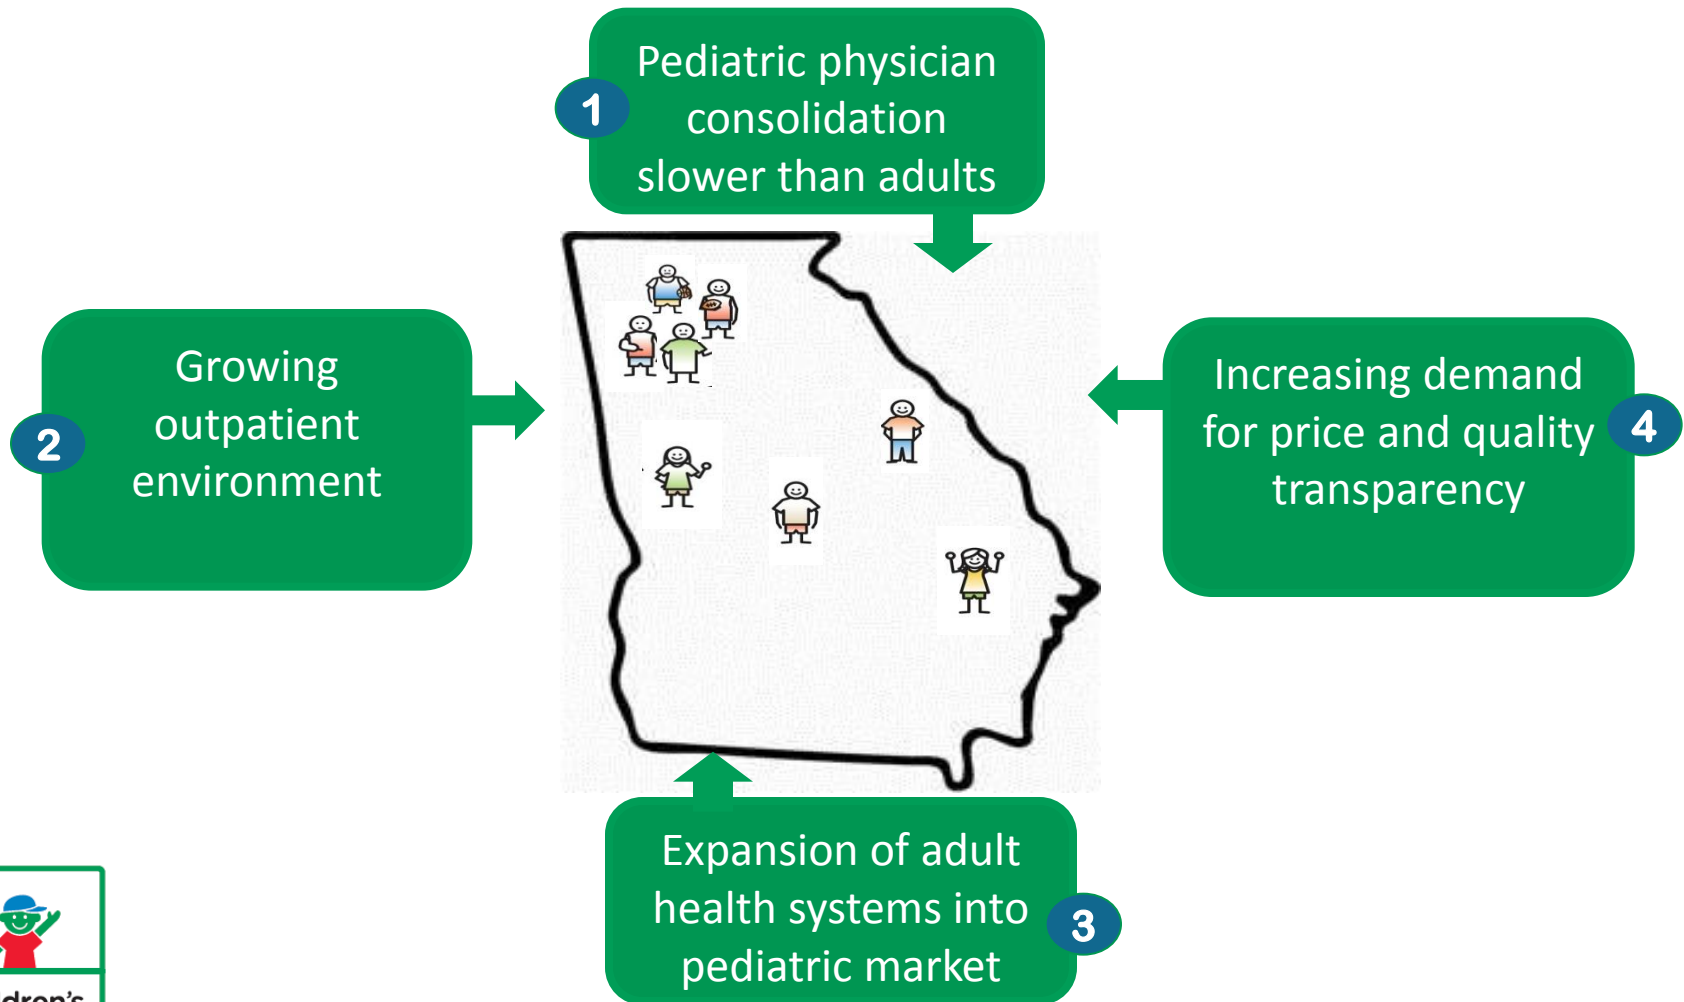 1
Pediatric physician
consolidation
slower than adults
2
Growing
outpatient
environment
Increasing demand
for price and quality
transparency
4
Expansion of adult
health systems into
pediatric market
3